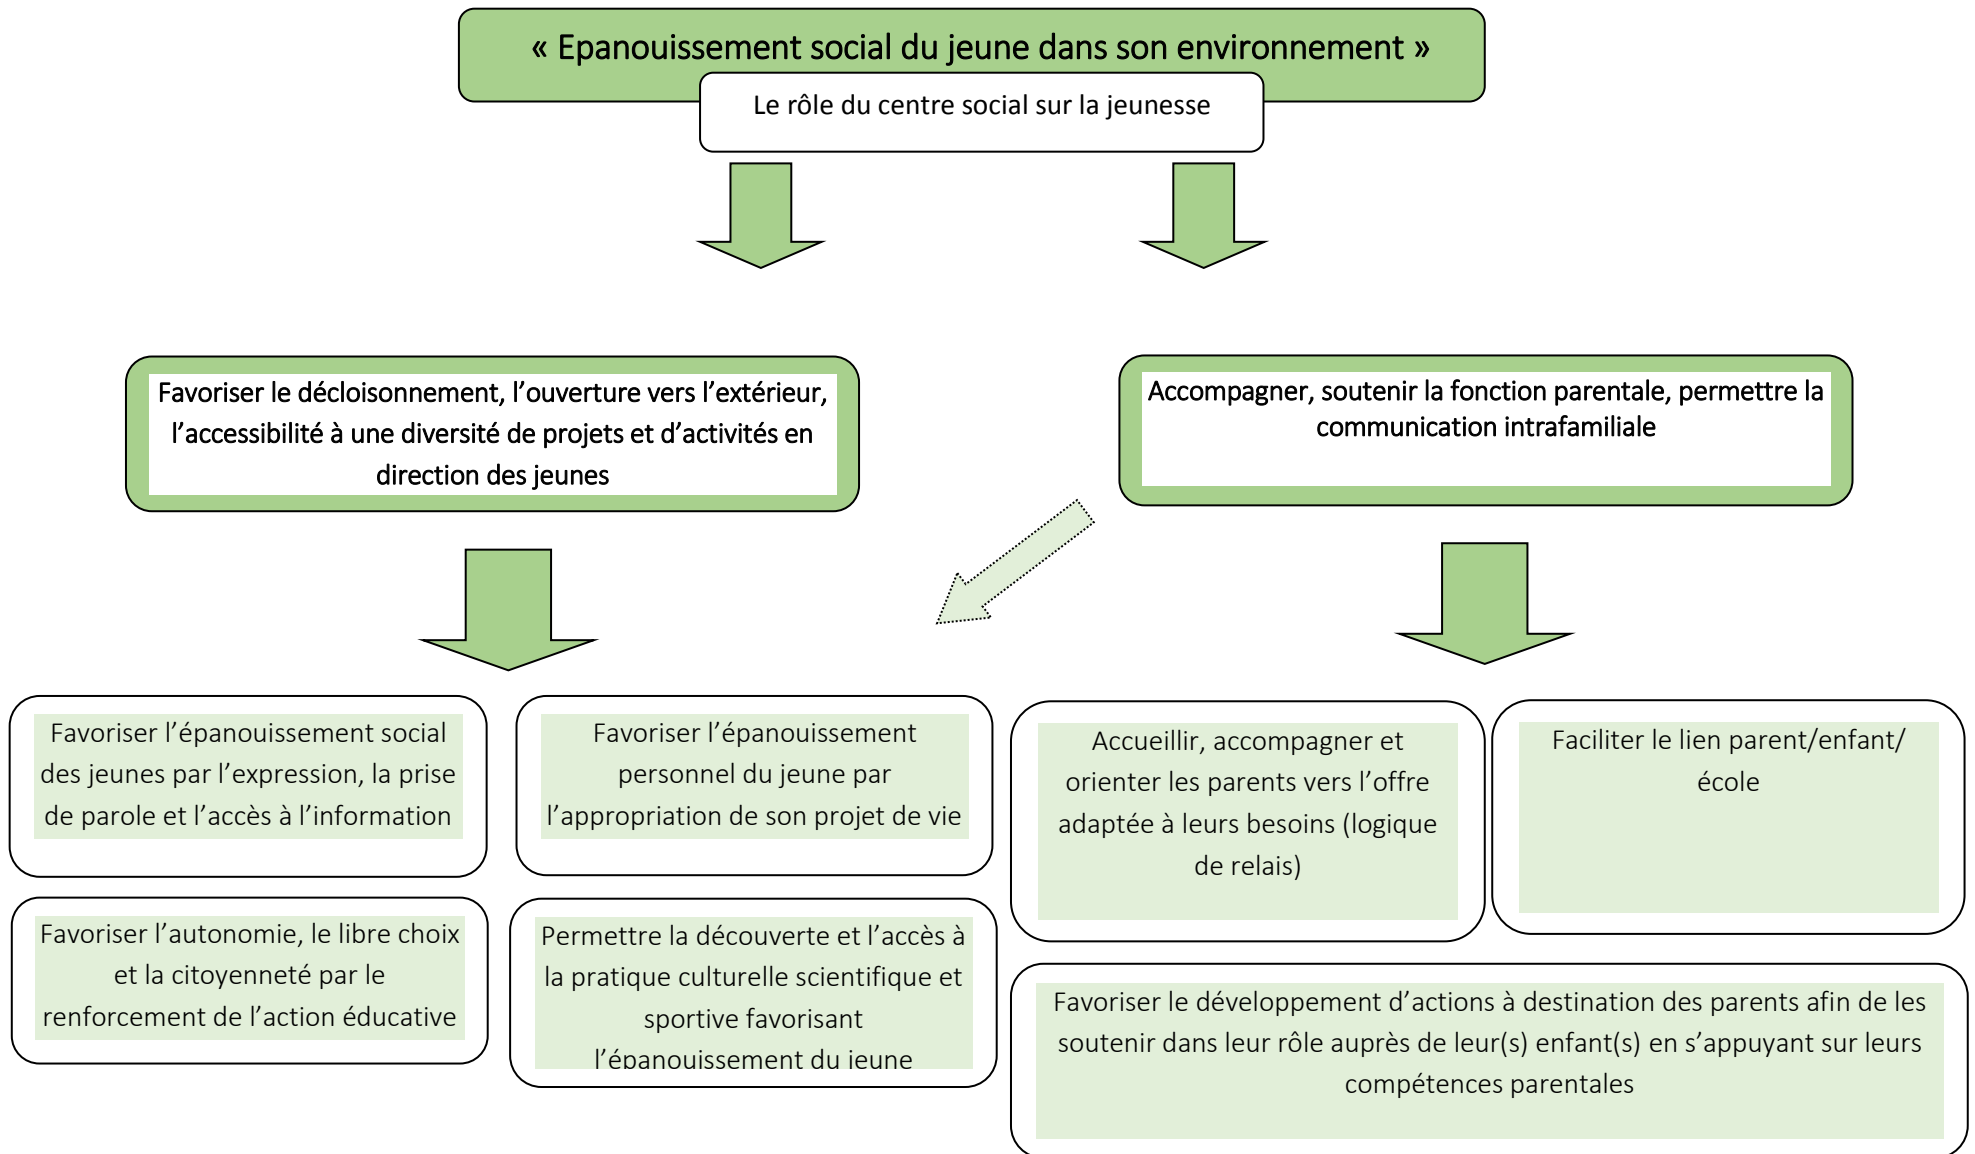 « Epanouissement social du jeune dans son environnement »
Le rôle du centre social sur la jeunesse
Favoriser le décloisonnement, l’ouverture vers l’extérieur,
l’accessibilité à une diversité de projets et d’activités en
direction des jeunes
Accompagner, soutenir la fonction parentale, permettre la
communication intrafamiliale
Favoriser l’épanouissement social
des jeunes par l’expression, la prise
de parole et l’accès à l’information
Favoriser l’épanouissement
personnel du jeune par
l’appropriation de son projet de vie
Accueillir, accompagner et
orienter les parents vers l’offre
adaptée à leurs besoins (logique
de relais)
Faciliter le lien parent/enfant/
école
Favoriser l’autonomie, le libre choix
et la citoyenneté par le
renforcement de l’action éducative
Permettre la découverte et l’accès à
la pratique culturelle scientifique et
sportive favorisant
l’épanouissement du jeune
Favoriser le développement d’actions à destination des parents afin de les
soutenir dans leur rôle auprès de leur(s) enfant(s) en s’appuyant sur leurs
compétences parentales